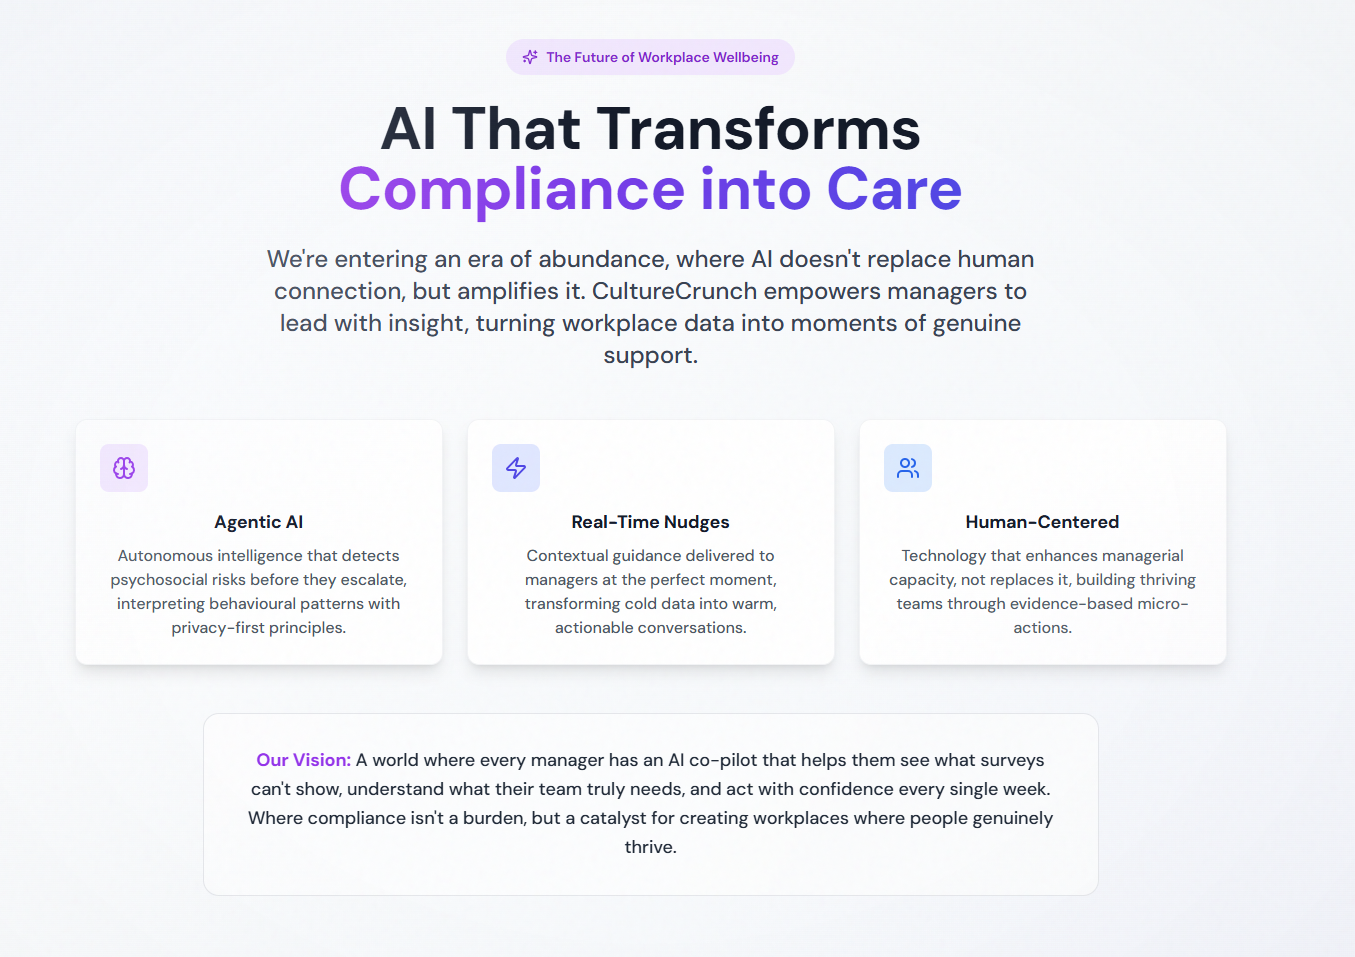 The Future of Workplace Wellbeing
AI That Transforms
Compliance into Care
We're entering an era of abundance, where AI doesn't replace human
connection, but amplifies it. CultureCrunch empowers managers to
lead with insight, turning workplace data into moments of genuine
support.
Agentic AI
Autonomous intelligence that detects
psychosocial risks before they escalate,
interpreting behavioural patterns with
privacy-first principles.
Real-Time Nudges
Contextual guidance delivered to
managers at the perfect moment,
transforming cold data into warm,
actionable conversations.
Human-Centered
Technology that enhances managerial
capacity, not replaces it, building thriving
teams through evidence-based micro-
actions.
Our Vision: A world where every manager has an AI co-pilot that helps them see what surveys
can't show, understand what their team truly needs, and act with confidence every single week.
Where compliance isn't a burden, but a catalyst for creating workplaces where people genuinely
thrive.